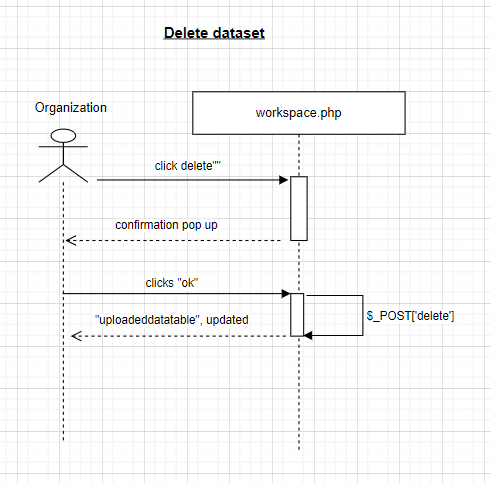 Delete dataset
Organization
workspace.php
click delete""
confirmation pop up
clicks "ok"
"uploadeddatatable", updated
$_POST['delete']